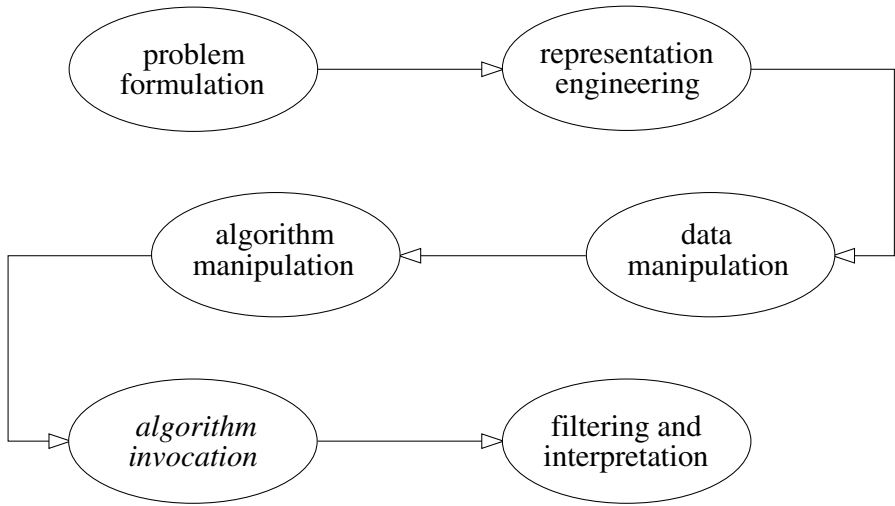 problem
formulation
representation
engineering
data
manipulation
algorithm
manipulation
algorithm
invocation
filtering and
interpretation